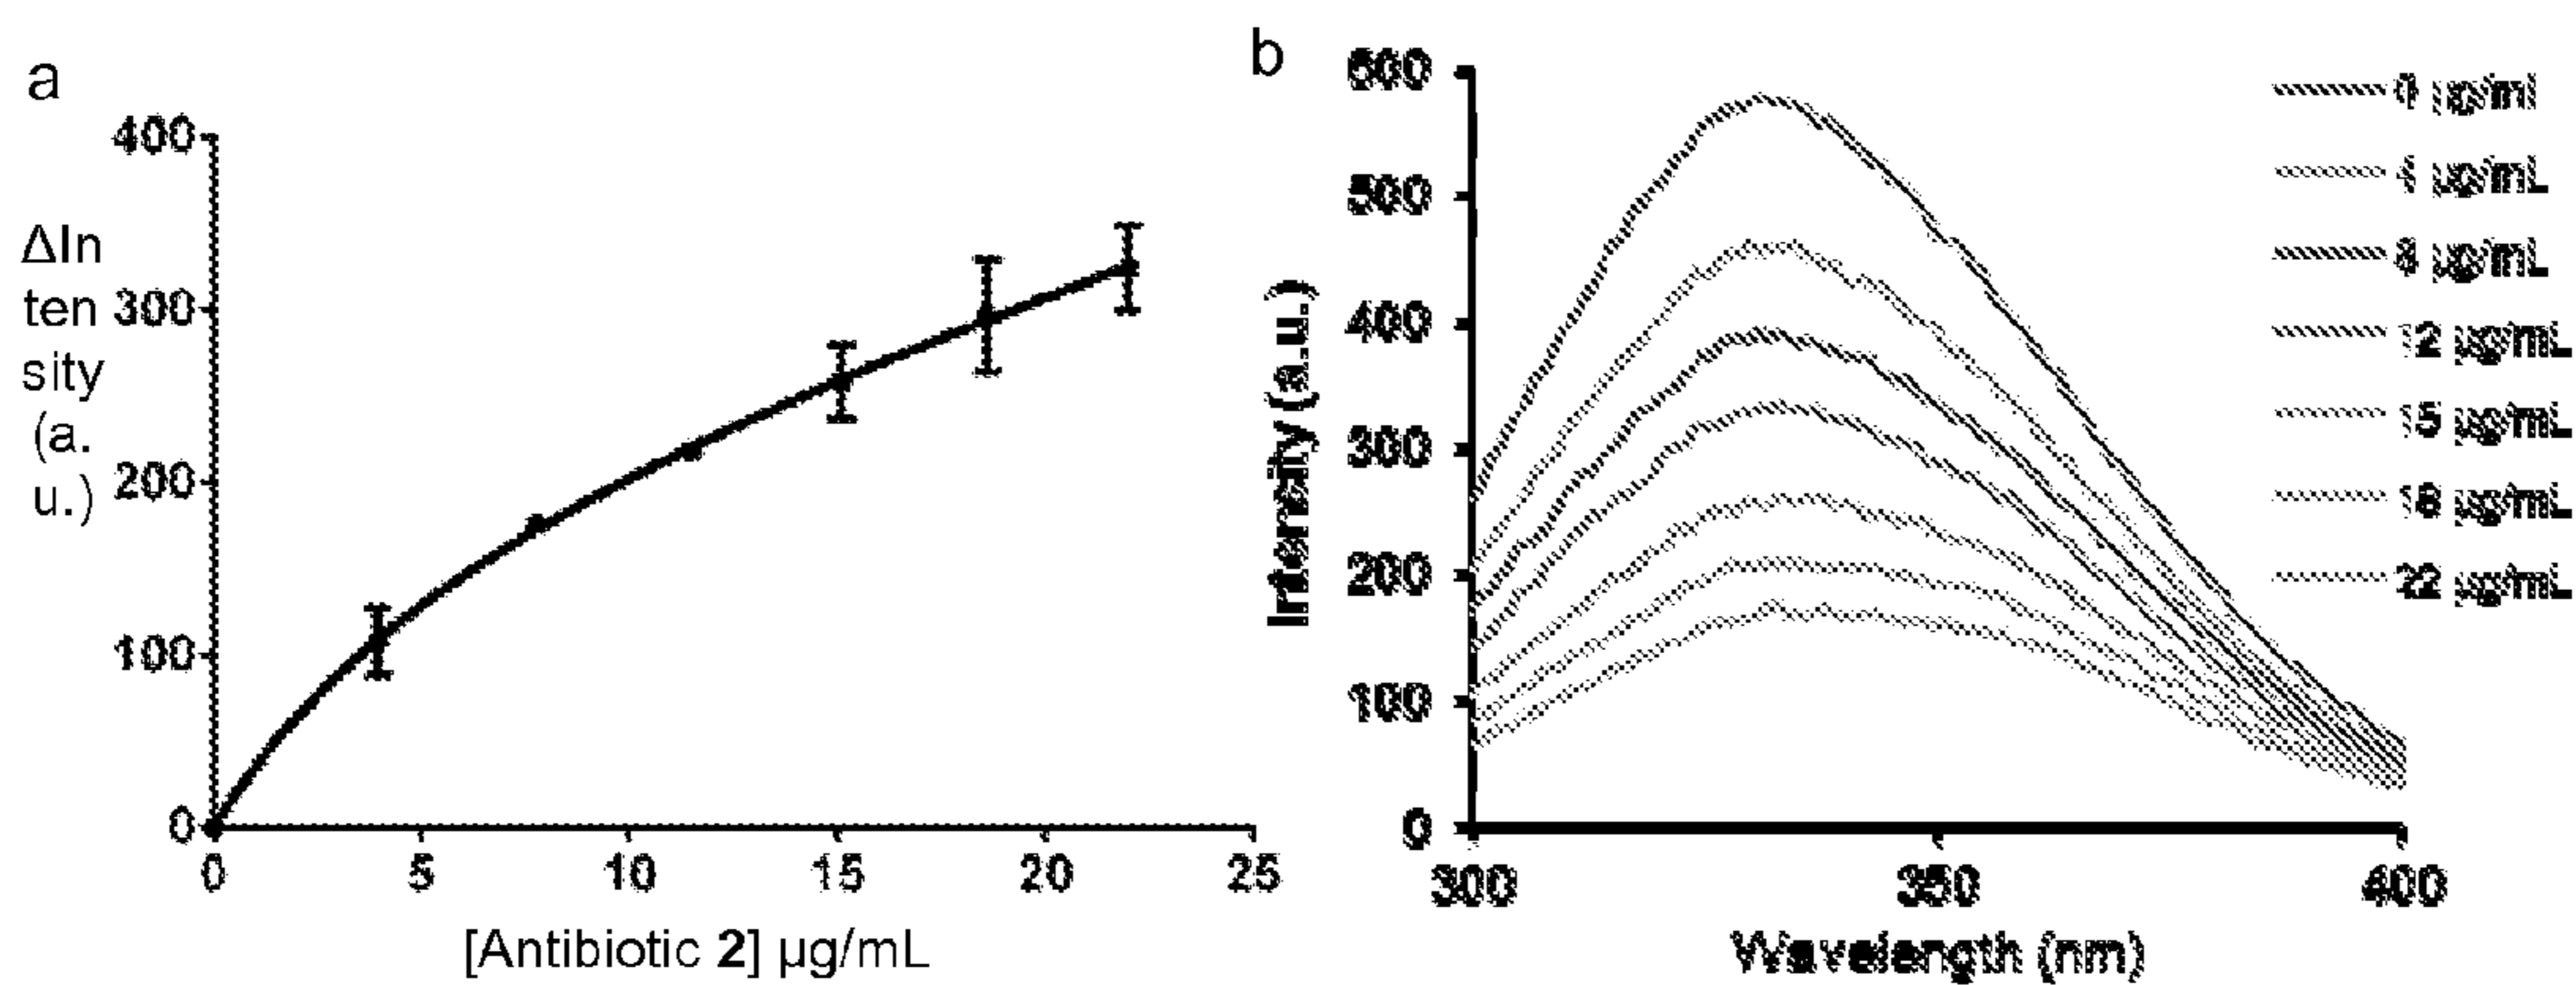 a
400
300
200
100
0
ΔIn
ten
sity
(a.
u.)
0 5 10 15 20 25
[Antibiotic 2] µg/mL
b
600
500
400
300
200
100
0
Intensity (a.u.)
300 350 400
Wavelength (nm)
µg/ml
4 µg/mL
8 µg/mL
12 µg/mL
15 µg/mL
µg/mL
22 µg/mL